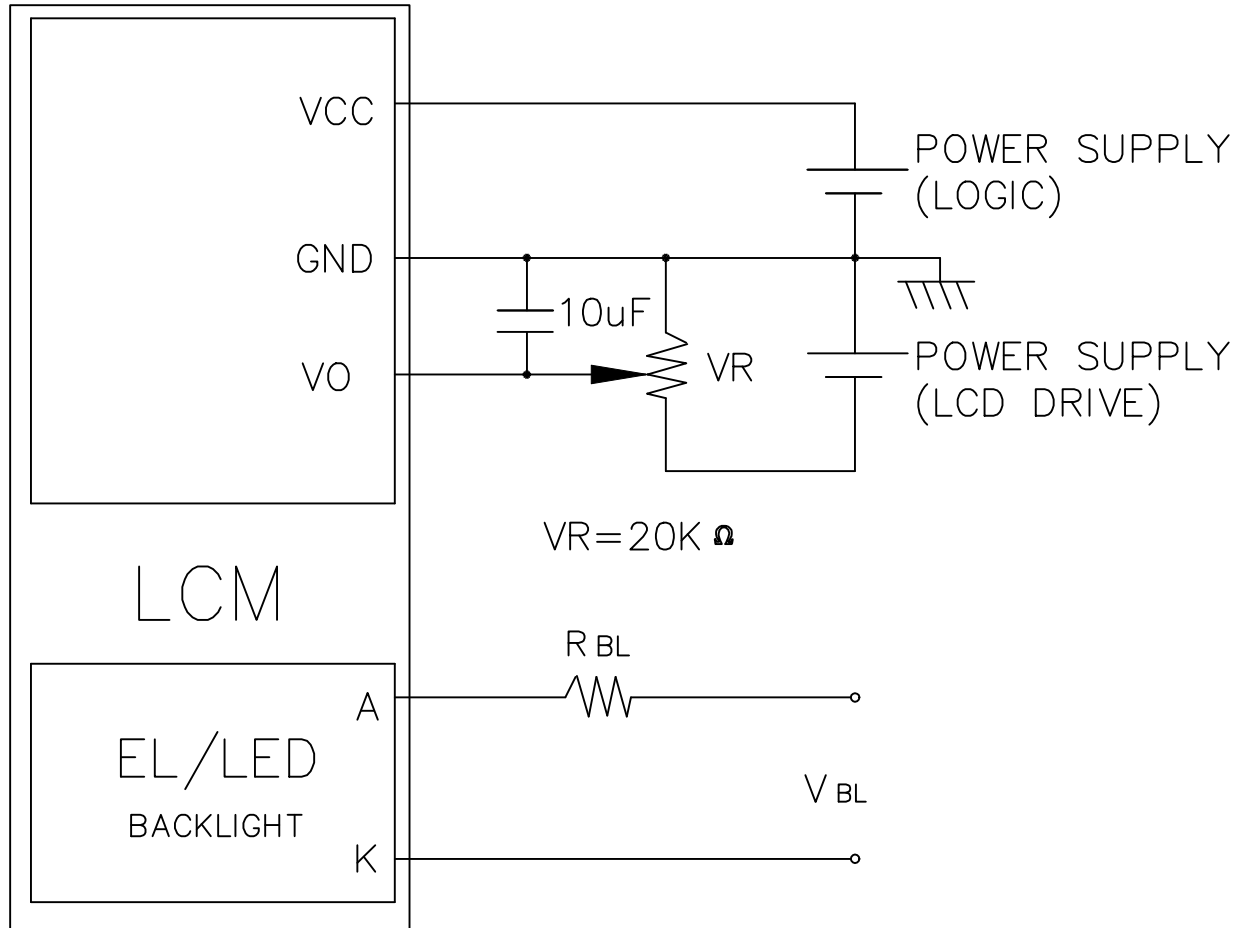 VCC
POWER SUPPLY
(LOGIC)
GND
10uF
VO
VR
POWER SUPPLY
(LCD DRIVE)
VR=20K Ω
LCM
R BL
A
EL/LED
BACKLIGHT
V BL
K